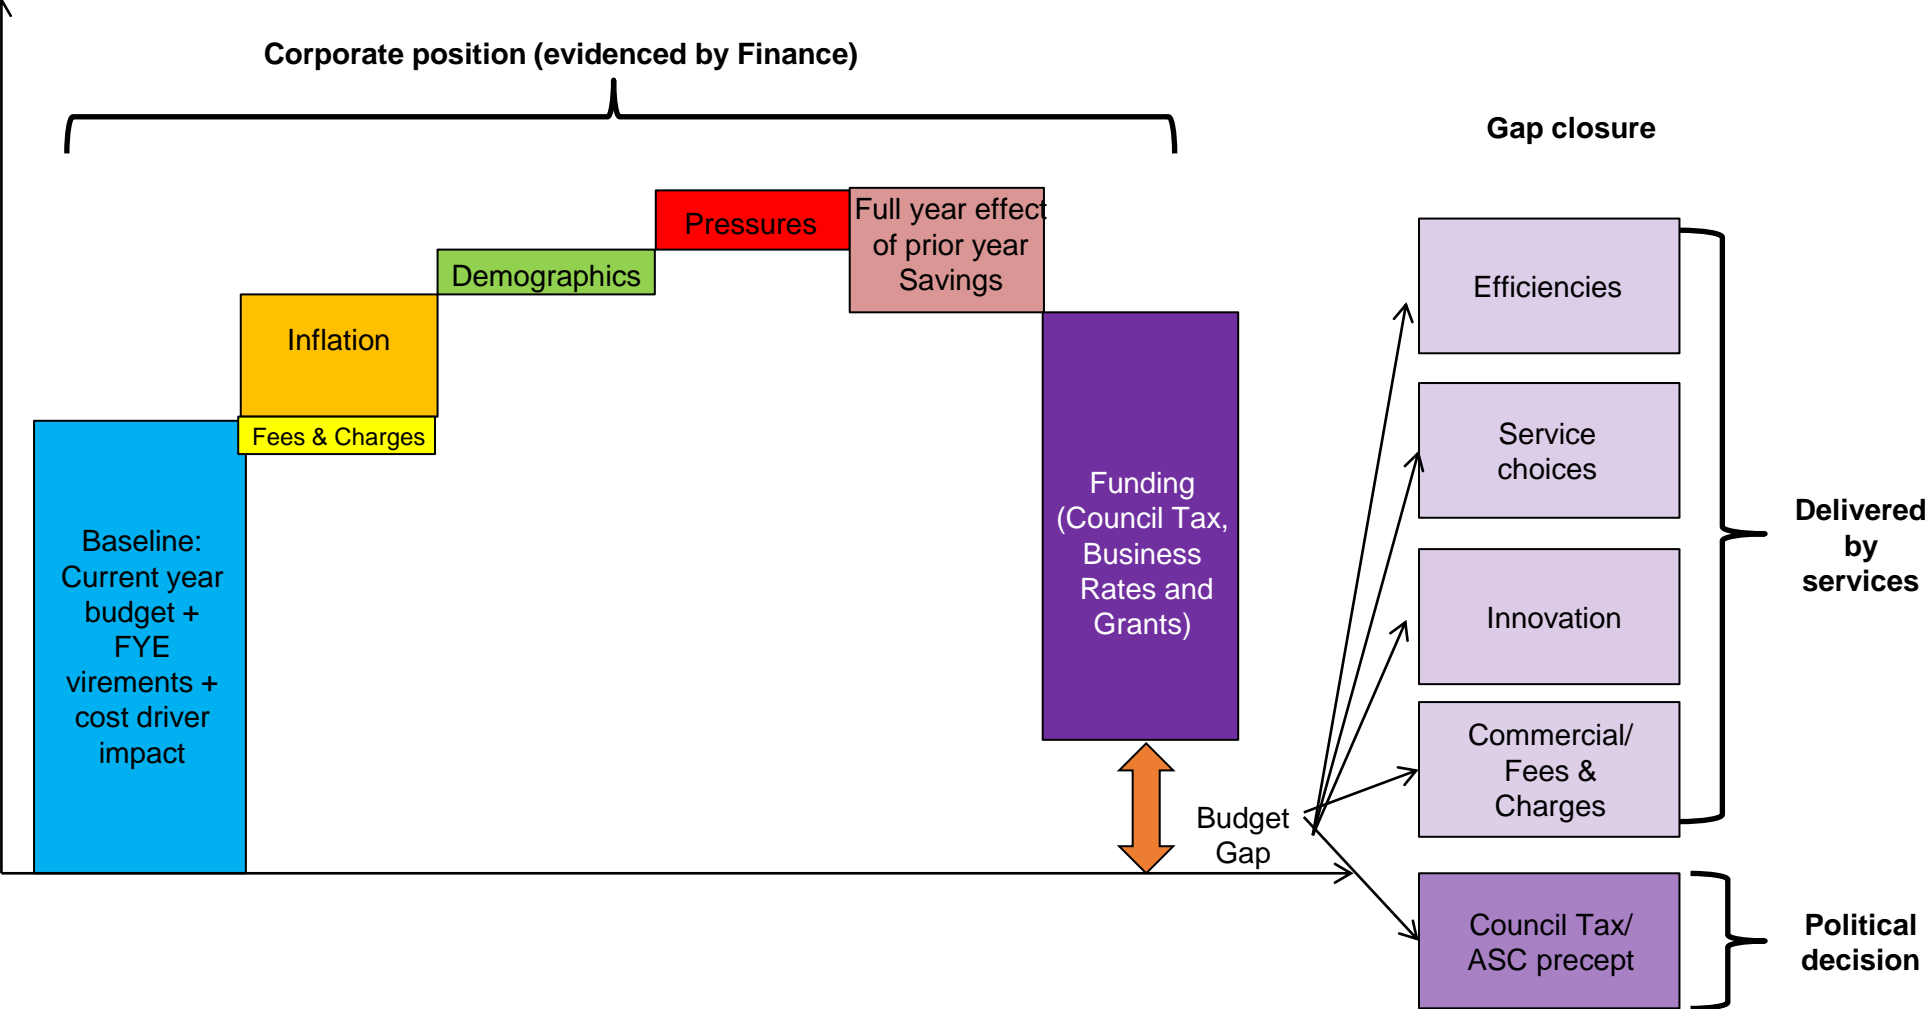 Corporate position (evidenced by Finance)
Gap closure
Baseline:
Current year
budget +
FYE
virements +
cost driver
impact
Inflation
Fees & Charges
Demographics
Pressures
Full year effect
of prior year
Savings
Funding
(Council Tax,
Business
Rates and
Grants)
Budget
Gap
Efficiencies
Service
choices
Innovation
Commercial/
Fees &
Charges
Delivered
by
services
Council Tax/
ASC precept
Political
decision